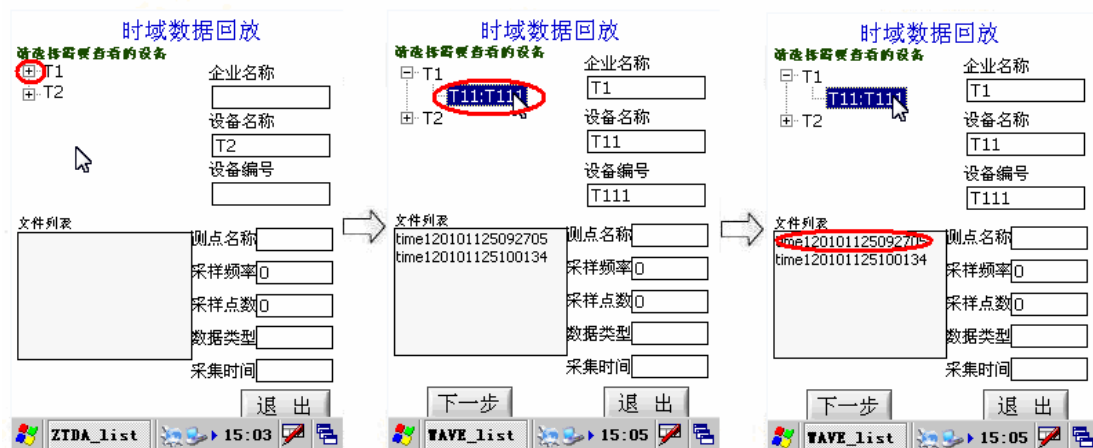 时域数据回放
请选择需要查看的设备
T1
T2
企业名称
设备名称
T2
设备编号
文件列表
测点名称
采样频率 0
采样点数 0
数据类型
采集时间
退 出
ZTDA_list 15:03
时域数据回放
请选择需要查看的设备
T1
T11:T111
T2
企业名称
T1
设备名称
T11
设备编号
T111
文件列表
time120101125092705
time120101125100134
测点名称
采样频率 0
采样点数 0
数据类型
采集时间
下一步 退 出
WAVE_list 15:05
时域数据回放
请选择需要查看的设备
T1
T11:T111
T2
企业名称
T1
设备名称
T11
设备编号
T111
文件列表
time120101125092705
time120101125100134
测点名称
采样频率 0
采样点数 0
数据类型
采集时间
下一步 退 出
WAVE_list 15:05